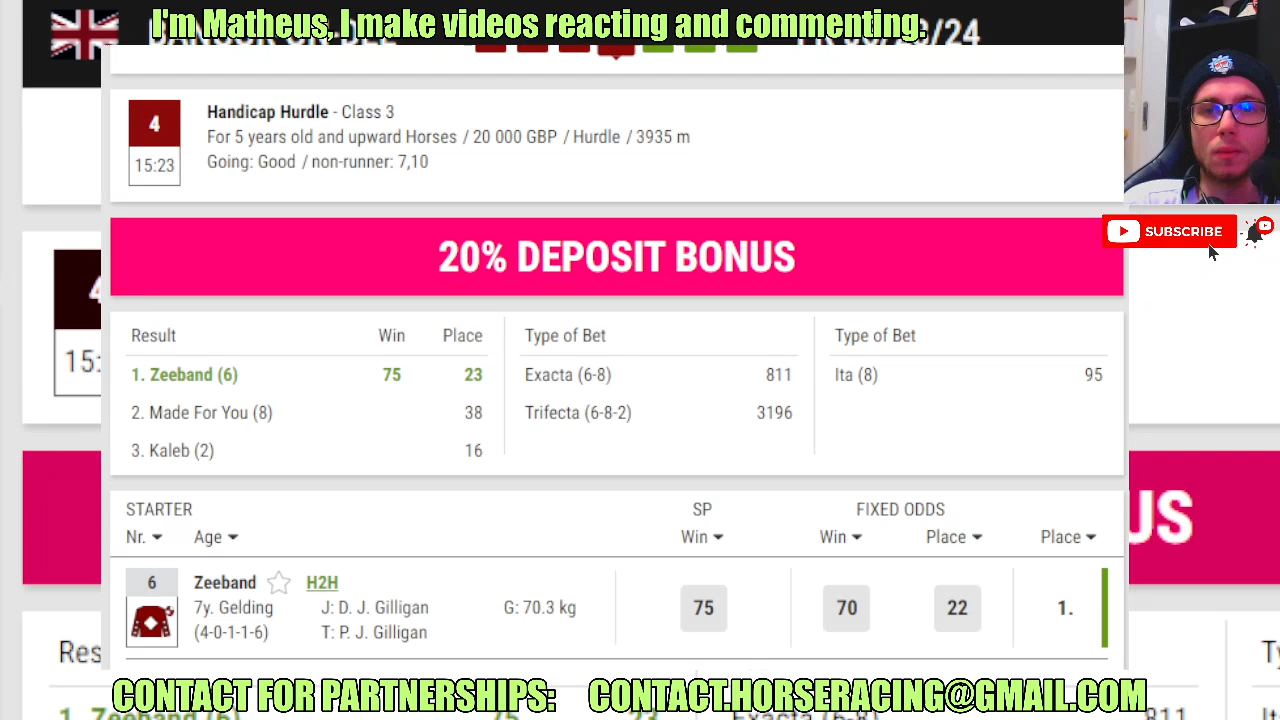 I'm Matheus, I make videos reacting and commenting.
4
15:23
Handicap Hurdle - Class 3
For 5 years old and upward Horses / 20 000 GBP / Hurdle / 3935 m
Going: Good / non-runner: 7,10
SUBSCRIBE
20% DEPOSIT BONUS
Result Win Place
1. Zeeband (6) 75 23
2. Made For You (8) 38
3. Kaleb (2) 16
Type of Bet
Exacta (6-8) 811
Trifecta (6-8-2) 3196
Type of Bet
Ita (8) 95
STARTER SP FIXED ODDS
Nr. Age Win Win Place Place
6 Zeeband H2H
7y. Gelding J: D. J. Gilligan G: 70.3 kg 75 70 22 1.
(4-0-1-1-6) T: P. J. Gilligan
CONTACT FOR PARTNERSHIPS: CONTACT.HORSERACING@GMAIL.COM